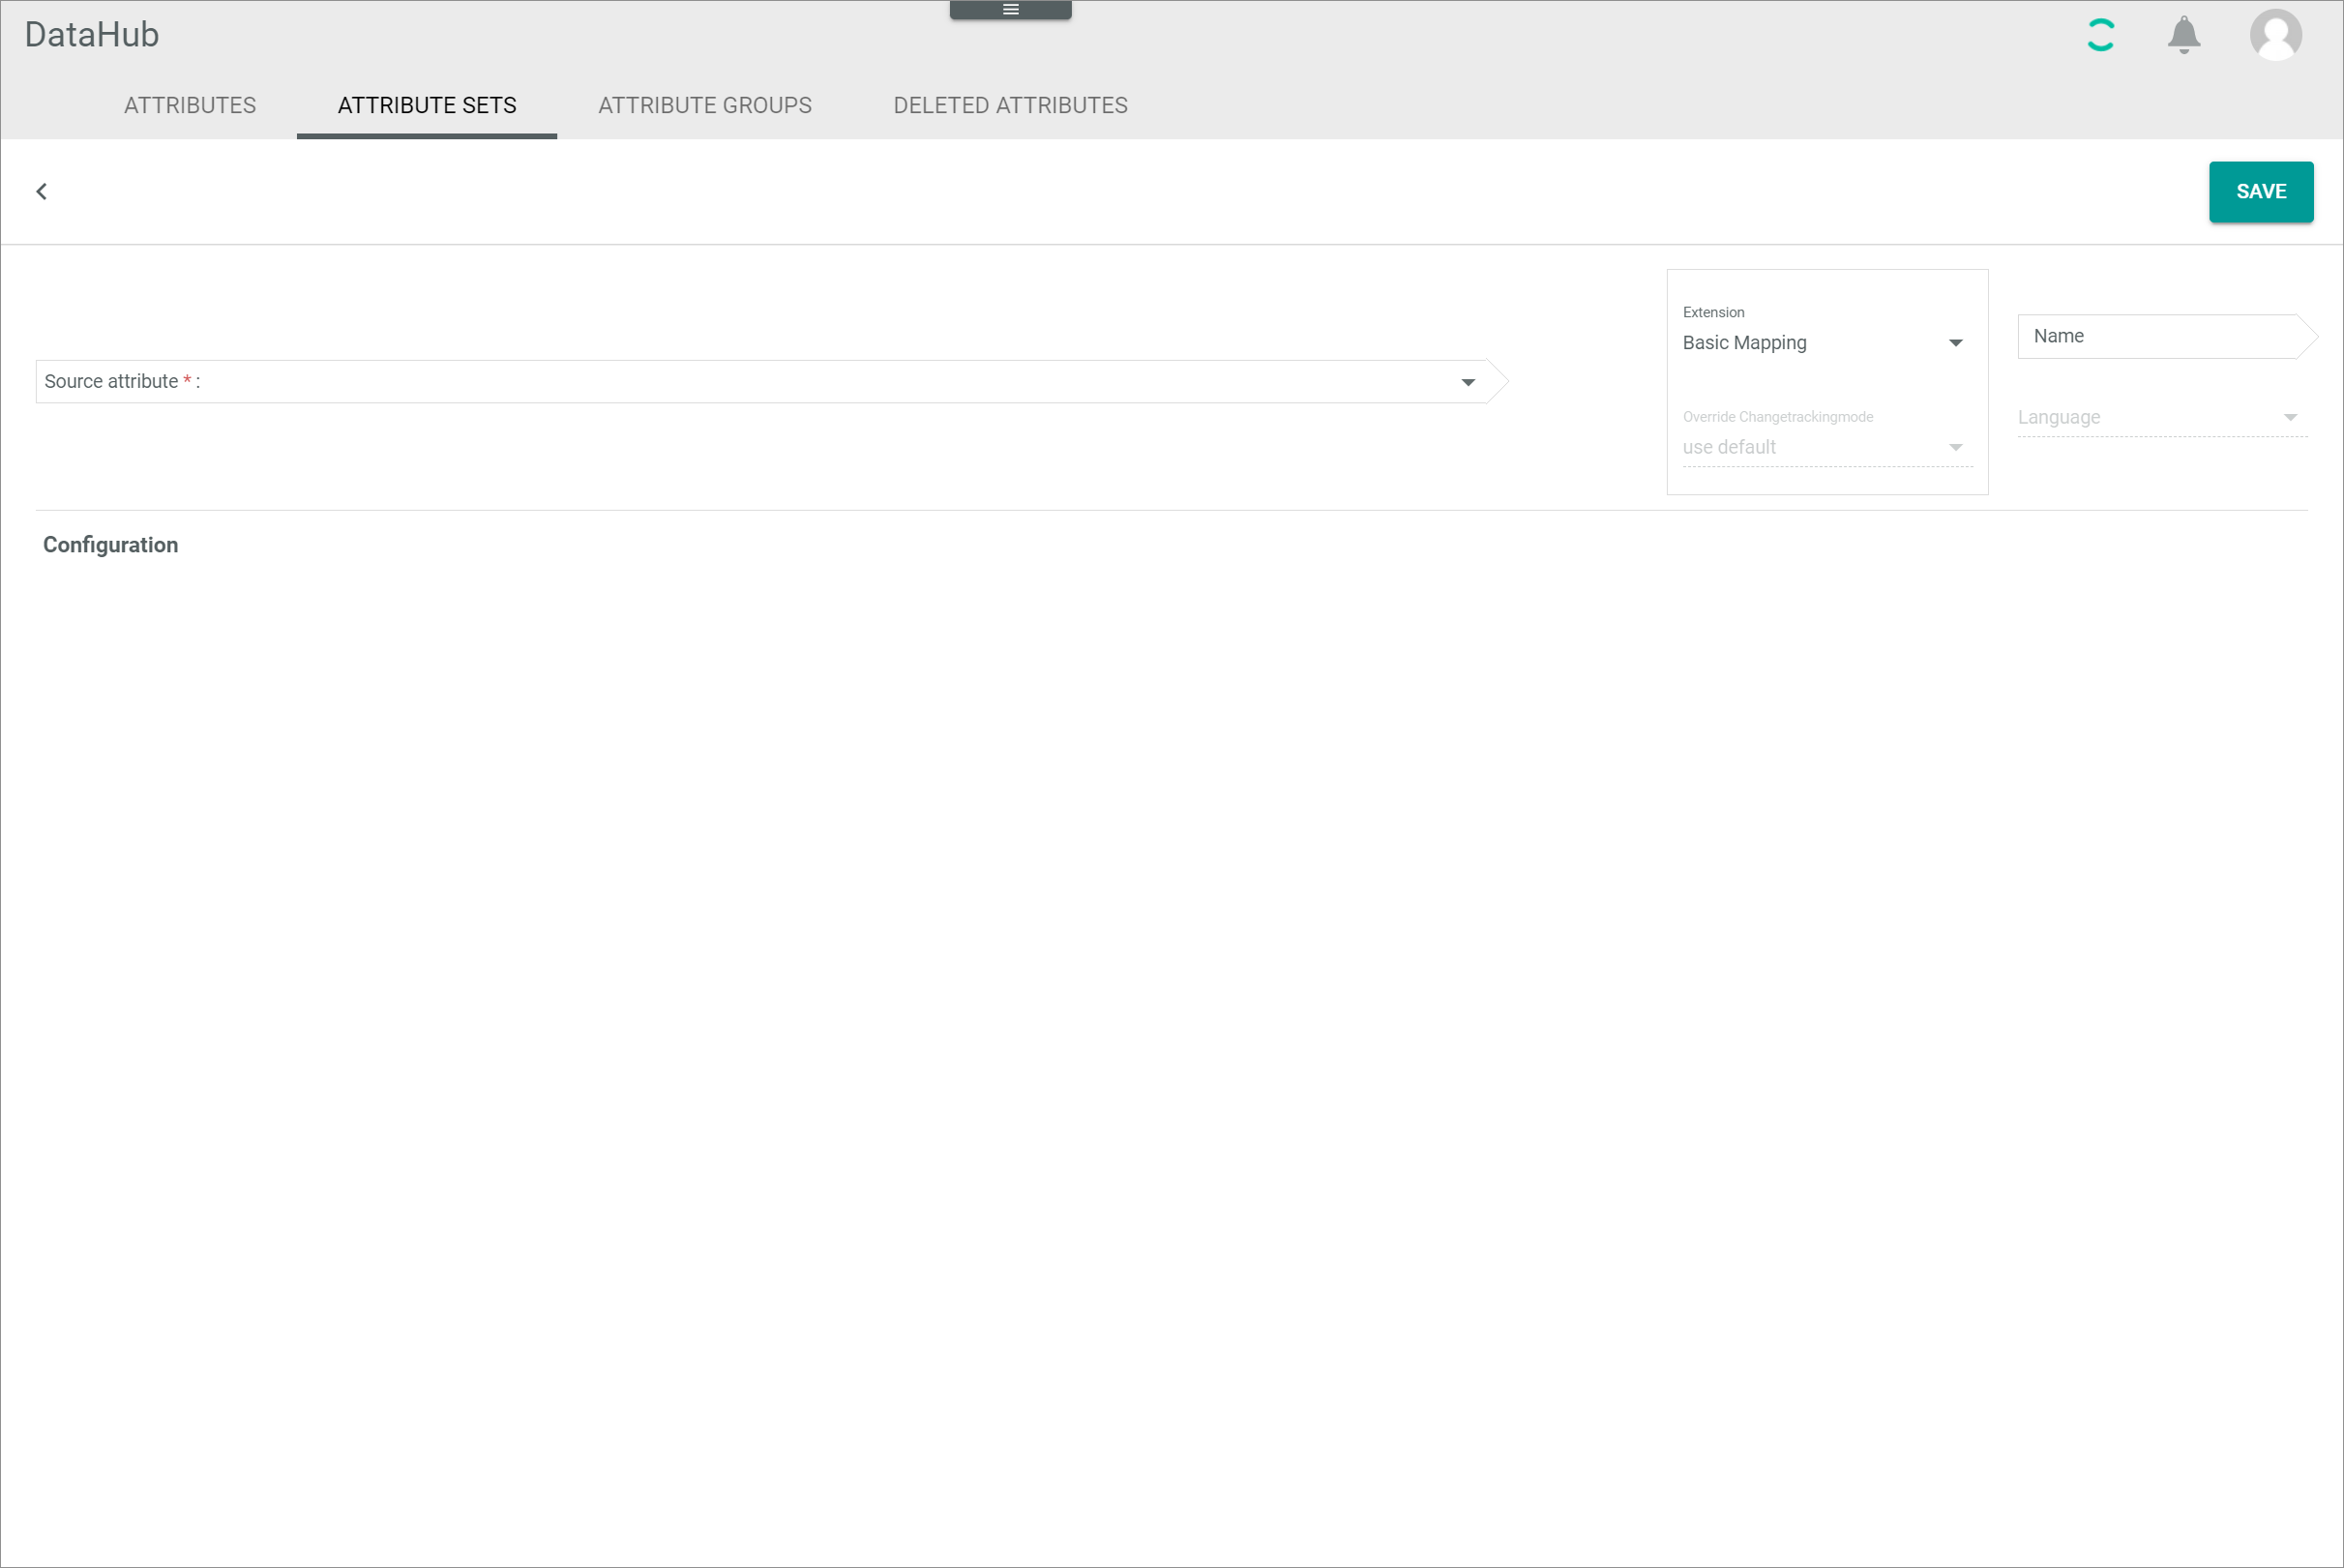 DataHub
ATTRIBUTES ATTRIBUTE SETS ATTRIBUTE GROUPS DELETED ATTRIBUTES
SAVE
Source attribute * :
Extension
Basic Mapping
Override Changetrackingmode
use default
Name
Language
Configuration